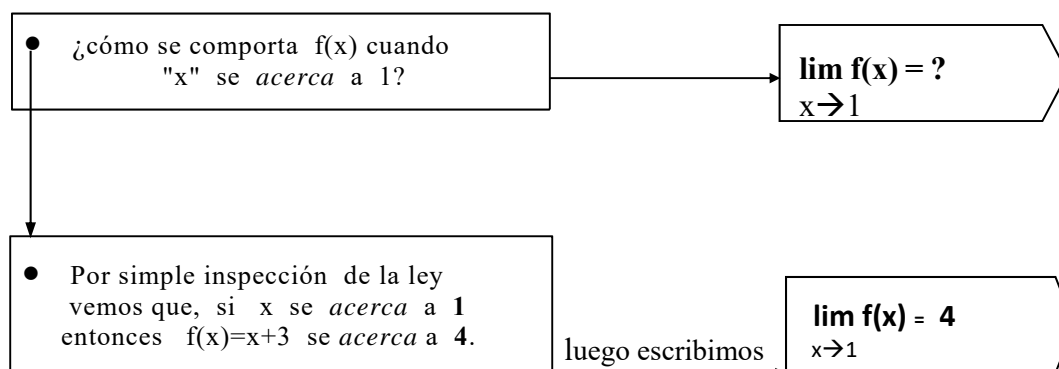 • ¿cómo se comporta f(x) cuando
"x" se acerca a 1?
lim f(x) = ?
x→1
• Por simple inspección de la ley
vemos que, si x se acerca a 1
entonces f(x)=x+3 se acerca a 4.
luego escribimos
lim f(x) = 4
x→1